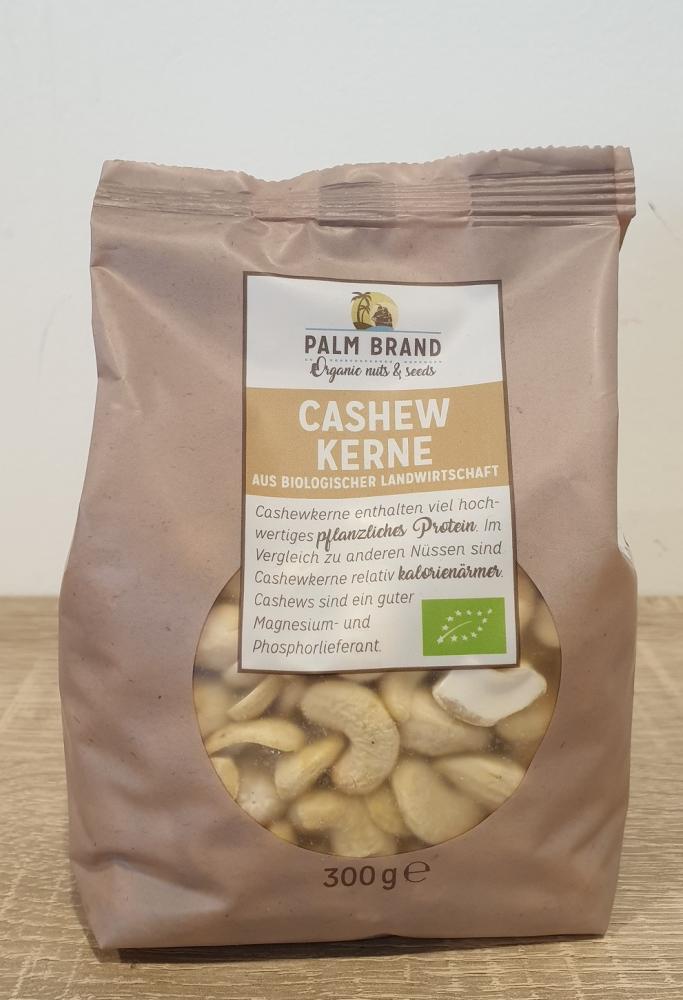 PALM BRAND
Organic nuts & seeds
CASHEW
KERNE
AUS BIOLOGISCHER LANDWIRTSCHAFT
Cashewkerne enthalten viel hoch-
wertiges pflanzliches Protein. Im
Vergleich zu anderen Nüssen sind
Cashewkerne relativ kalorienärmer.
Cashews sind ein guter
Magnesium- und
Phosphorlieferant.
300g℮